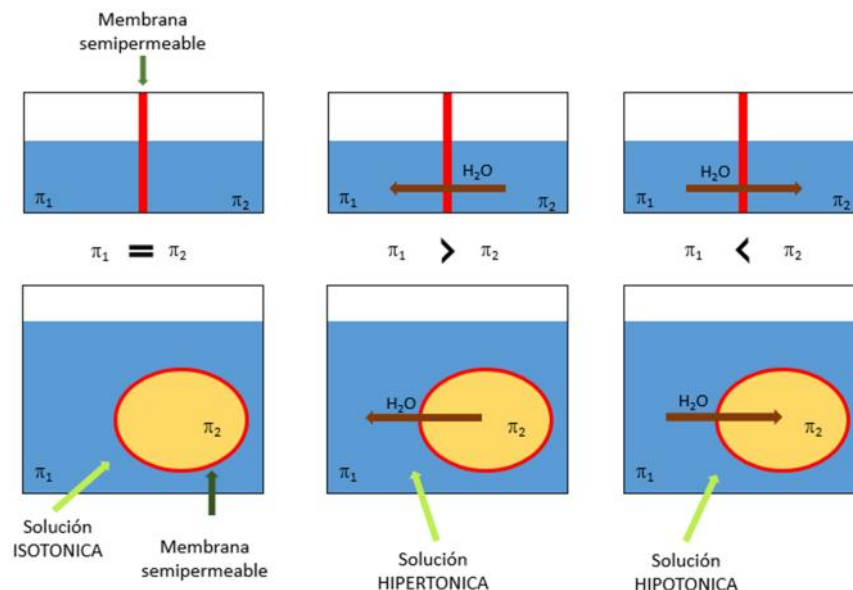 Membrana
semipermeable
π₁
π₂
H₂O
π₁
π₂
H₂O
π₁
π₂
π₁ = π₂
π₁ > π₂
π₁ < π₂
π₂
π₁
H₂O
π₂
π₁
H₂O
π₂
π₁
Solución
ISOTONICA
Membrana
semipermeable
Solución
HIPERTONICA
Solución
HIPOTONICA